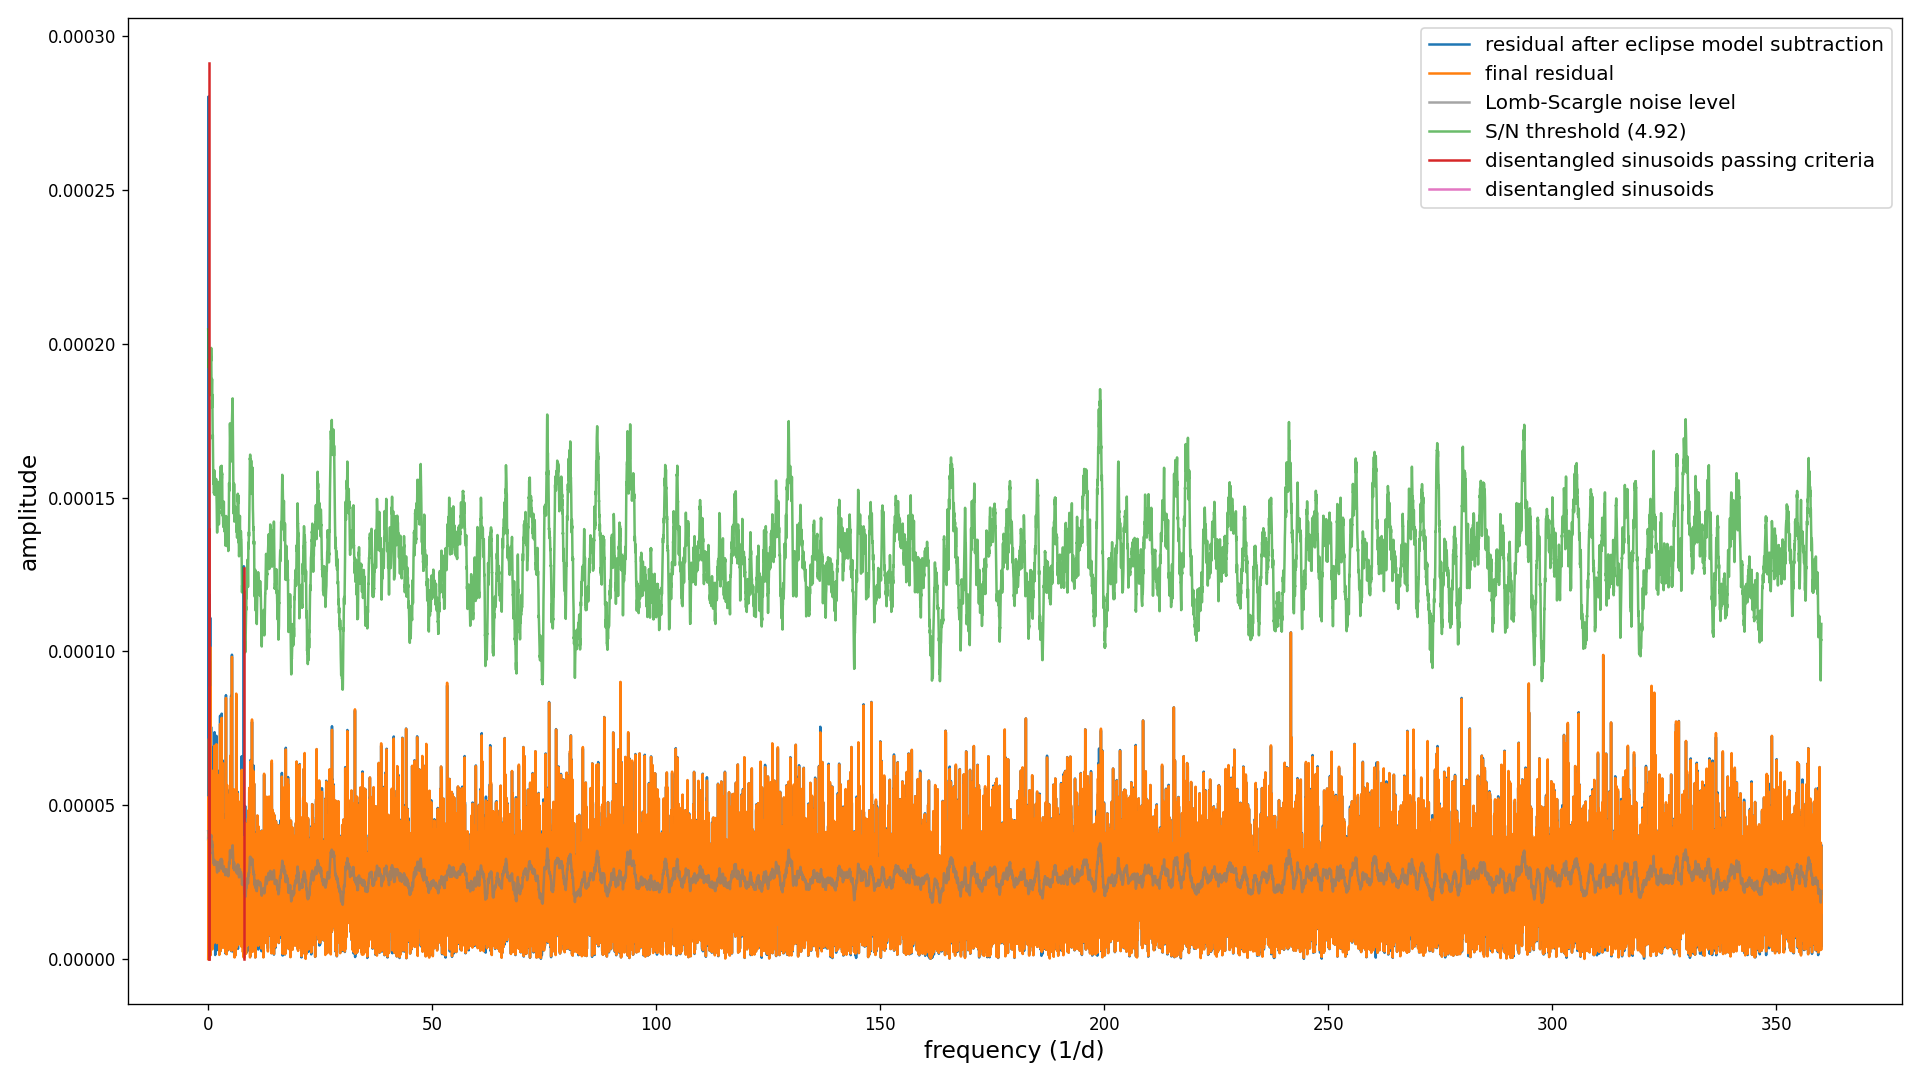 residual after eclipse model subtraction
final residual
Lomb-Scargle noise level
S/N threshold (4.92)
disentangled sinusoids passing criteria
disentangled sinusoids
0.00030
0.00025
0.00020
0.00015
0.00010
0.00005
0.00000
amplitude
0 50 100 150 200 250 300 350
frequency (1/d)